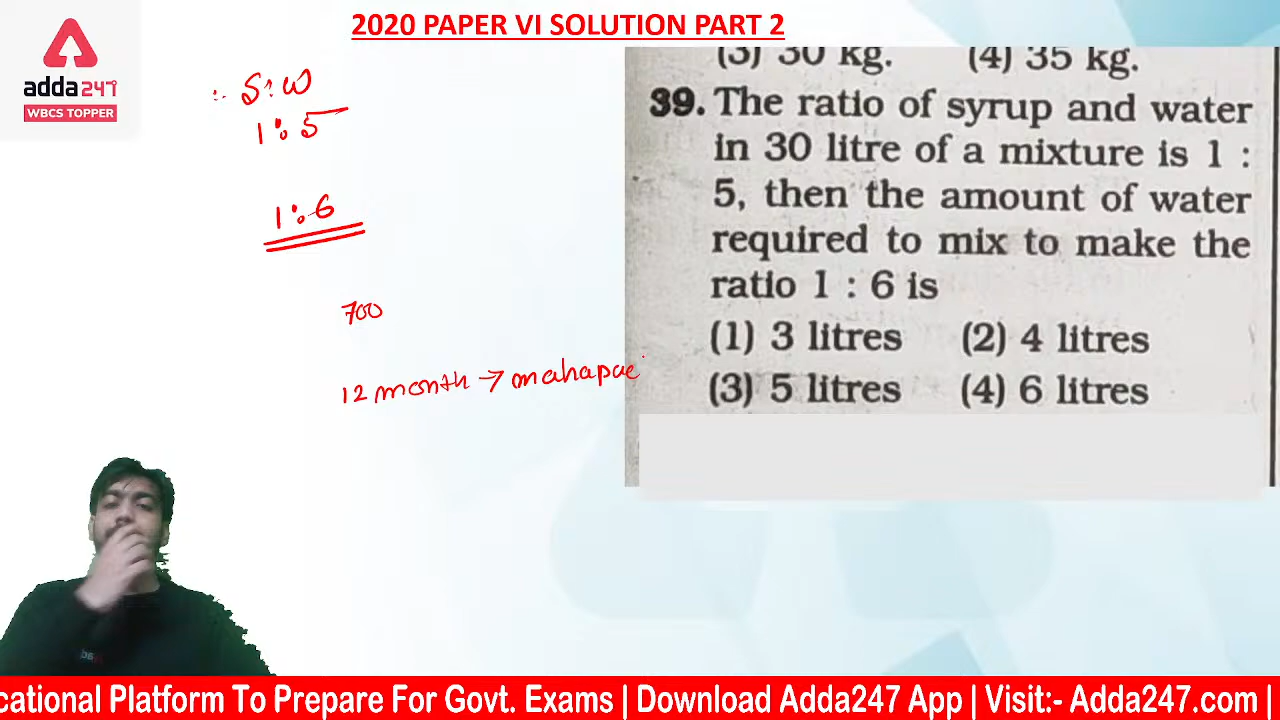 2020 PAPER VI SOLUTION PART 2
adda247
WBCS TOPPER
∴ S:W
1:5
1:6
700
12 month → mahapac
(3) 30 kg. (4) 35 kg.
39. The ratio of syrup and water
in 30 litre of a mixture is 1 :
5, then the amount of water
required to mix to make the
ratio 1 : 6 is
(1) 3 litres (2) 4 litres
(3) 5 litres (4) 6 litres
cational Platform To Prepare For Govt. Exams | Download Adda247 App | Visit:- Adda247.com |